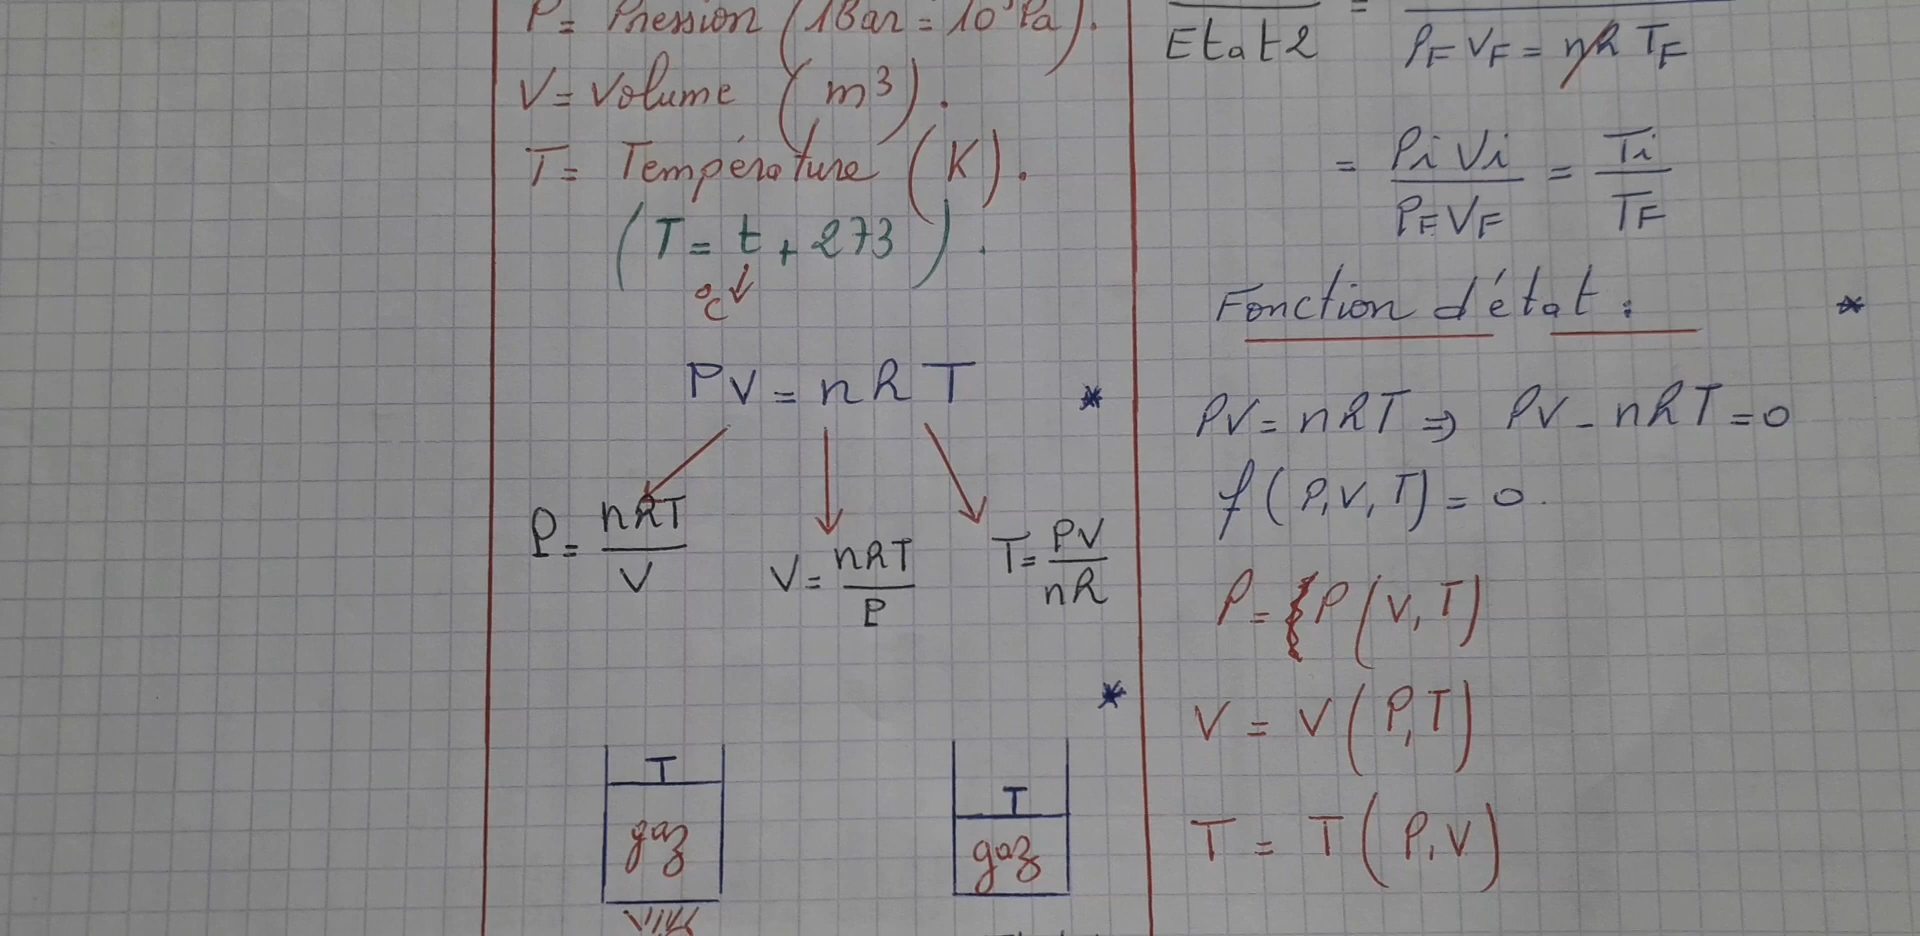 P = Pression (1Bar = 10⁵ Pa).
V = Volume (m³).
T = Température (K).
(T = t + 273).
°C
PV = nRT
P = nRT / V
V = nRT / P
T = PV / nR
T
gaz
T
gaz
Etat 2 = PF VF = nR TF
= Pi Vi / PF VF = Ti / TF
Fonction d'état :
PV = nRT ⇒ PV - nRT = 0
f(P,V,T) = 0.
P = P(V,T)
V = V(P,T)
T = T(P,V)